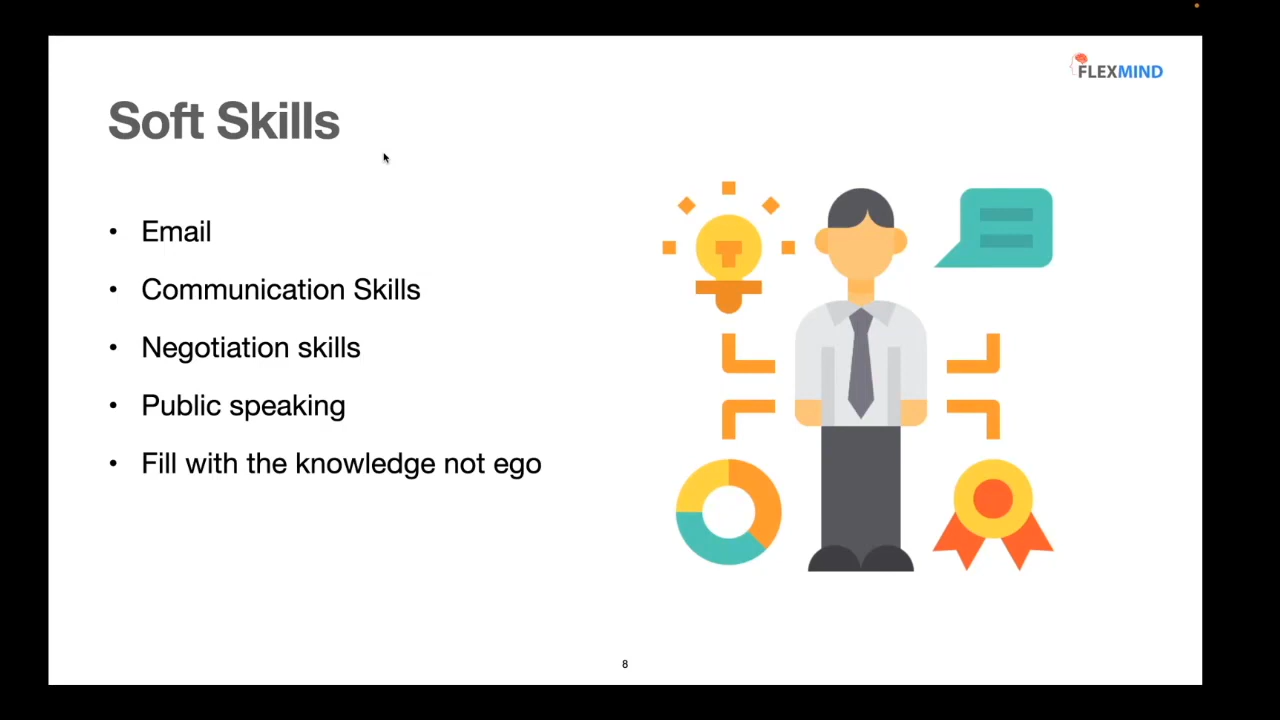 FLEXMIND
Soft Skills
• Email
• Communication Skills
• Negotiation skills
• Public speaking
• Fill with the knowledge not ego
8